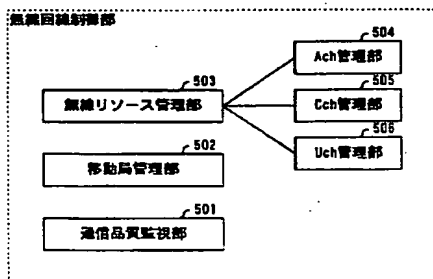 無線回線制御部
504
Ach管理部
503
505
無線リソース管理部
Cch管理部
506
502
Uch管理部
移動局管理部
501
通信品質監視部